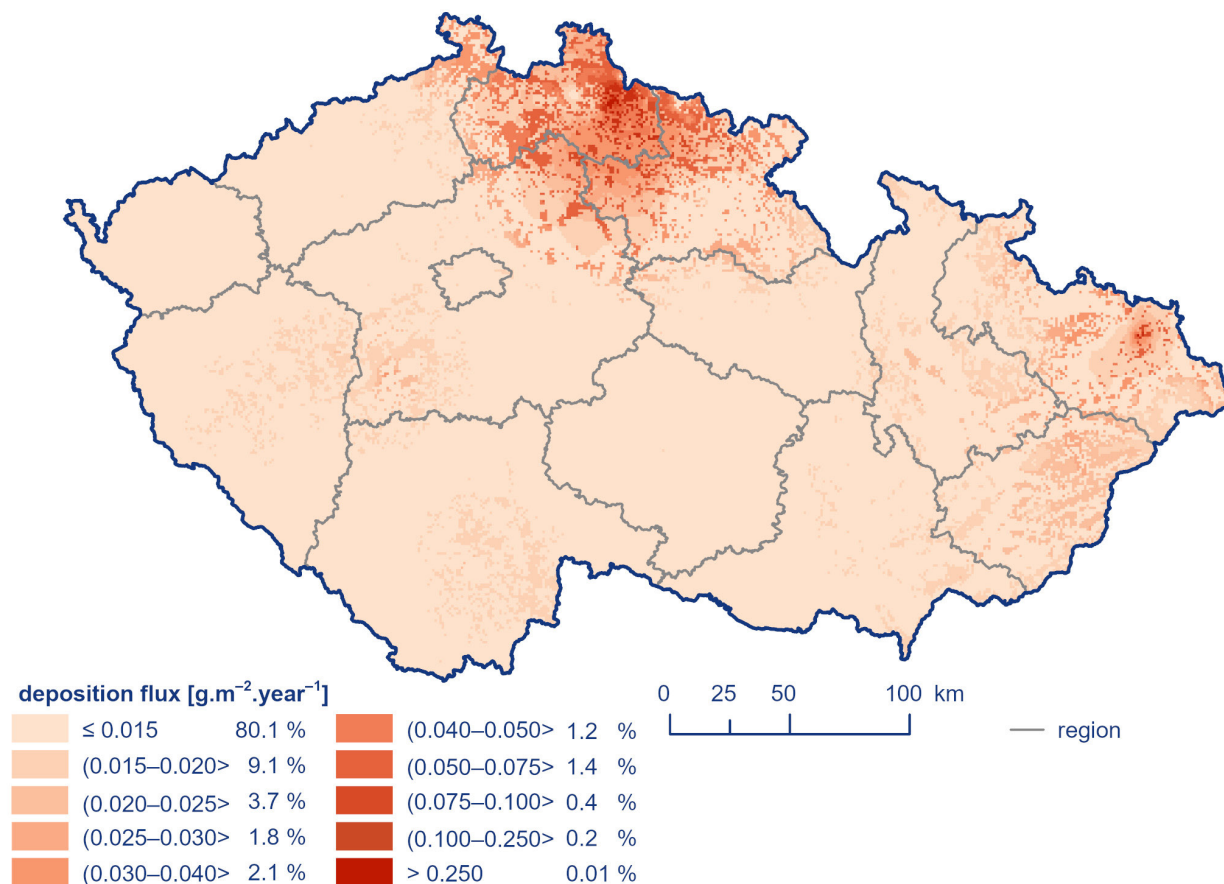 deposition flux [g.m⁻².year⁻¹]
≤ 0.015 80.1 %
(0.015–0.020> 9.1 %
(0.020–0.025> 3.7 %
(0.025–0.030> 1.8 %
(0.030–0.040> 2.1 %
(0.040–0.050> 1.2 %
(0.050–0.075> 1.4 %
(0.075–0.100> 0.4 %
(0.100–0.250> 0.2 %
> 0.250 0.01 %
0 25 50 100 km
region